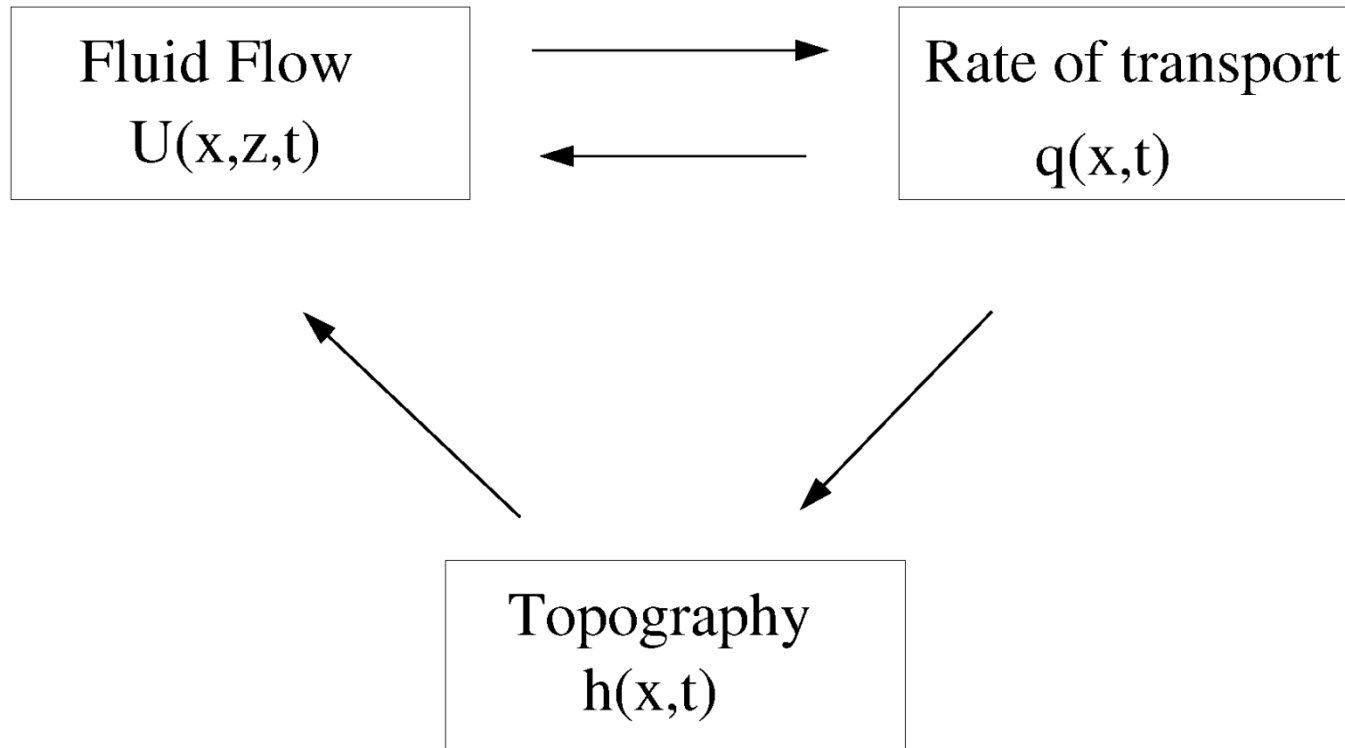 Fluid Flow
U(x,z,t)
Rate of transport
q(x,t)
Topography
h(x,t)